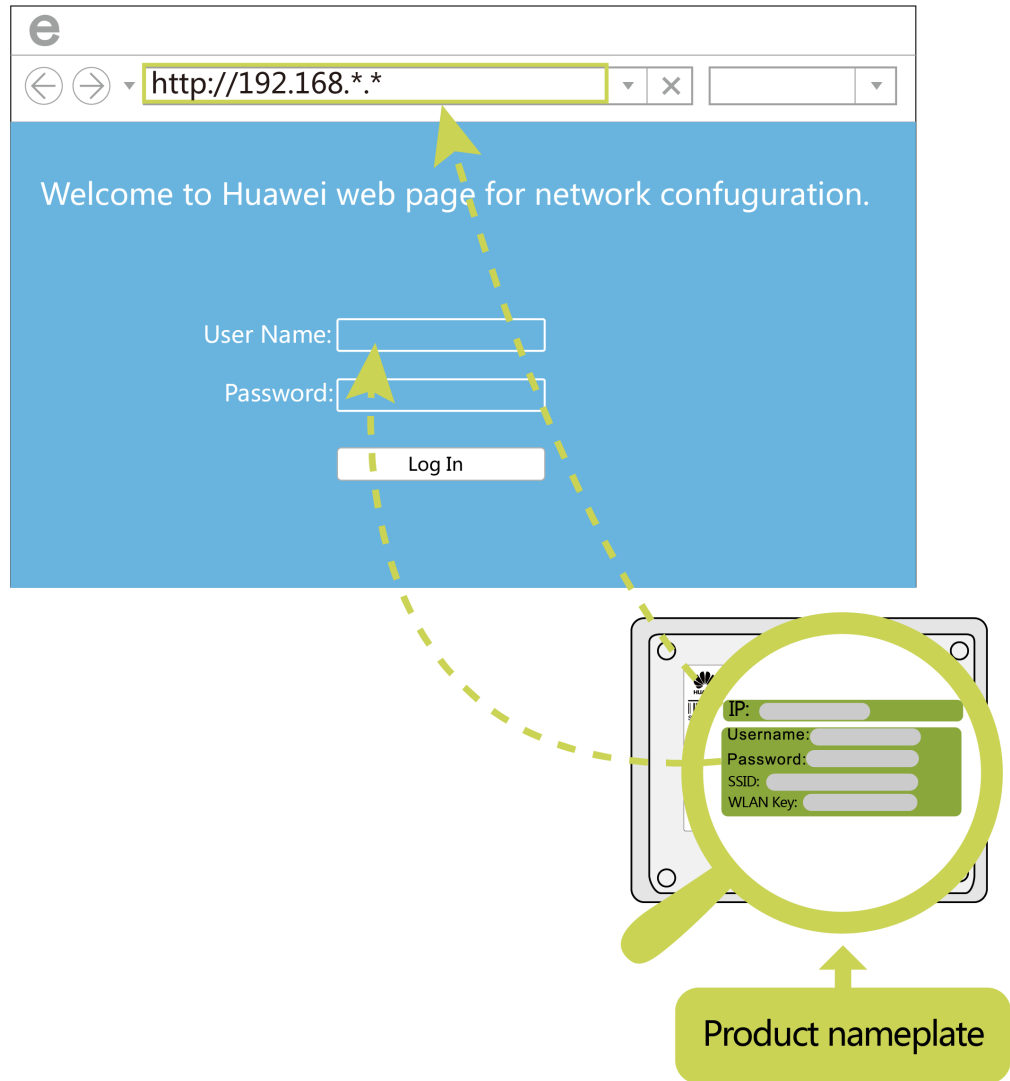 e
http://192.168.*.*
Welcome to Huawei web page for network confuguration.
User Name:
Password:
Log In
IP:
Username:
Password:
SSID:
WLAN Key:
Product nameplate